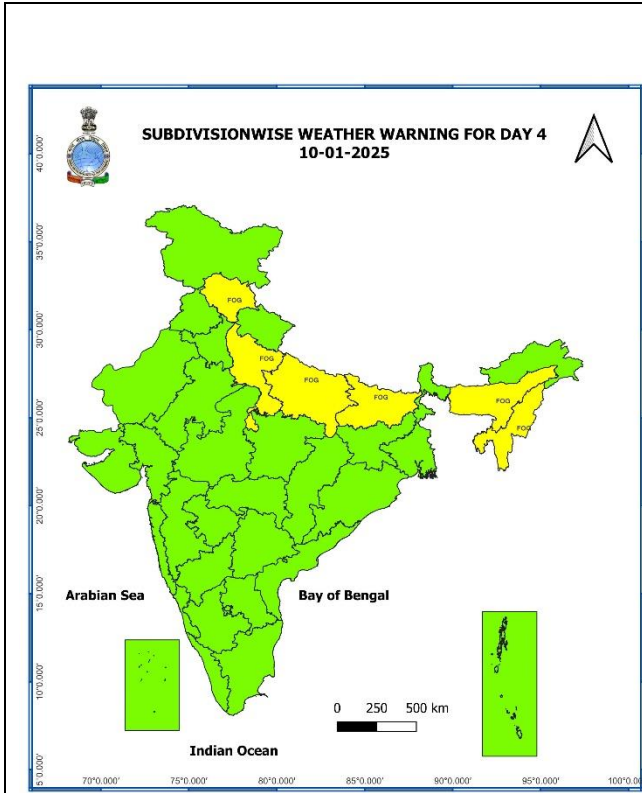 SUBDIVISIONWISE WEATHER WARNING FOR DAY 4
10-01-2025
40°0.000'
35°0.000'
30°0.000'
25°0.000'
20°0.000'
15°0.000'
10°0.000'
5°0.000'
FOG
FOG
FOG
FOG
FOG
Arabian Sea
Bay of Bengal
0 250 500 km
Indian Ocean
70°0.000' 75°0.000' 80°0.000' 85°0.000' 90°0.000' 95°0.000' 100°0.0